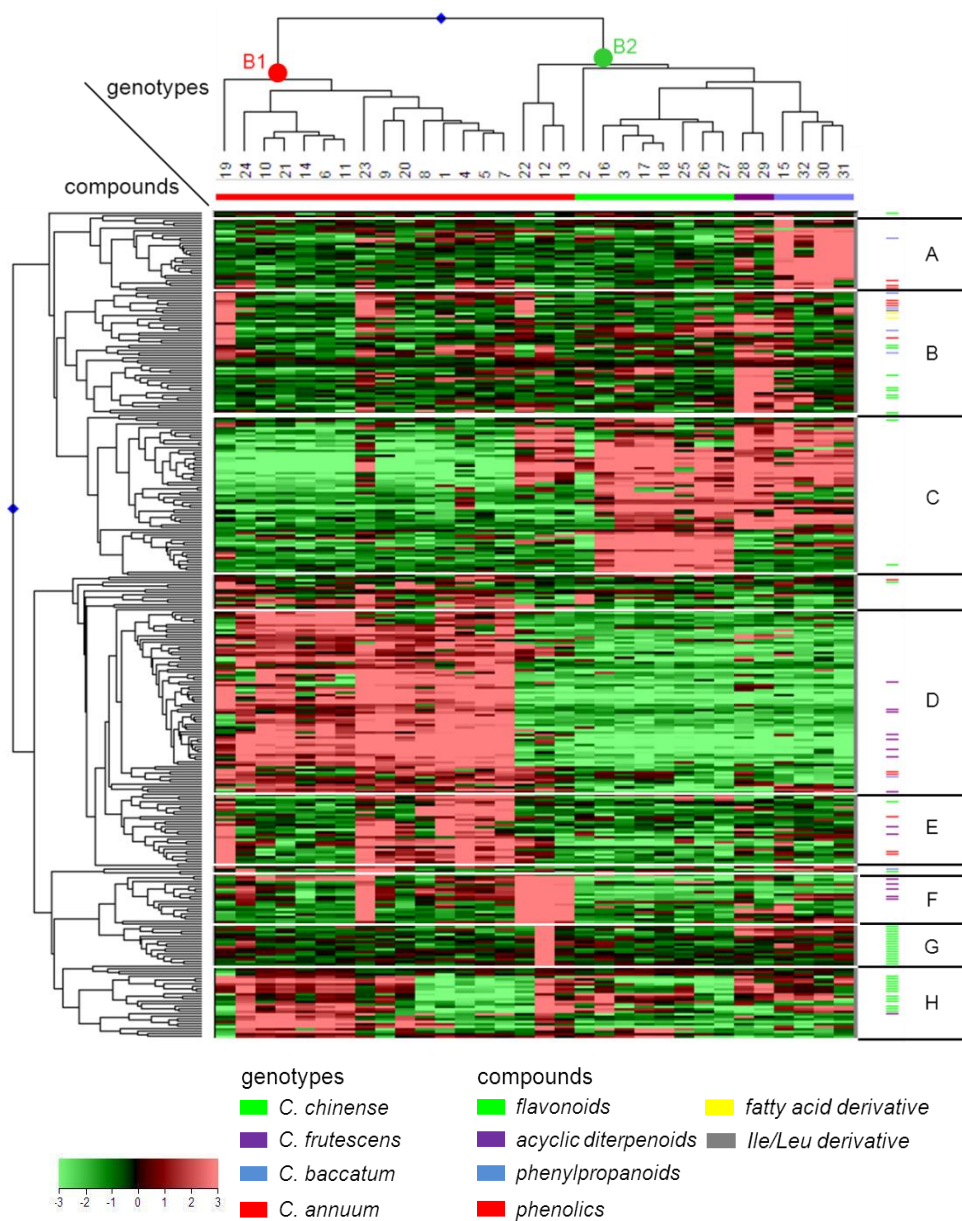 B1
B2
genotypes
compounds
19 24 10 21 14 6 11 23 9 20 8 1 4 5 7 22 12 13 2 16 3 17 18 25 26 27 28 29 15 32 30 31
A
B
C
D
E
F
G
H
genotypes compounds
C. chinense flavonoids fatty acid derivative
C. frutescens acyclic diterpenoids Ile/Leu derivative
C. baccatum phenylpropanoids
C. annuum phenolics
-3 -2 -1 0 1 2 3